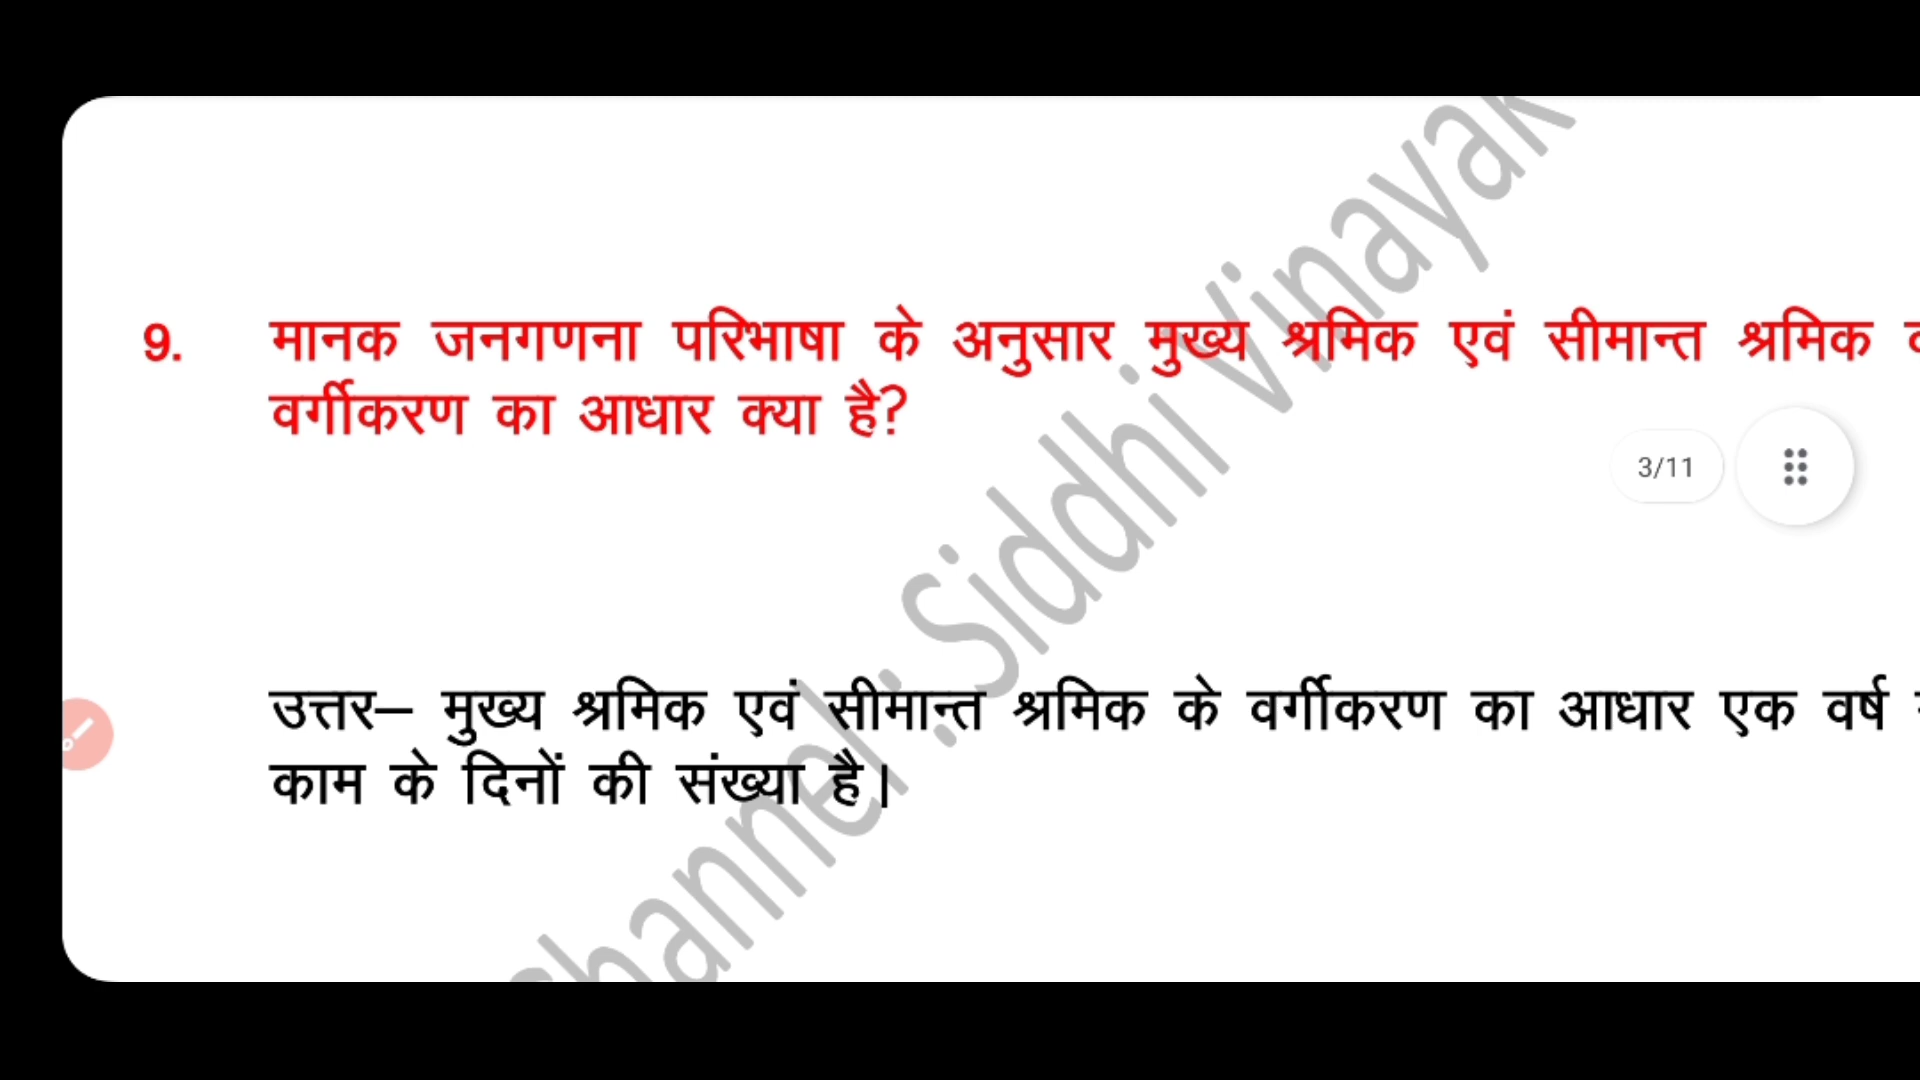 9. मानक जनगणना परिभाषा के अनुसार मुख्य श्रमिक एवं सीमान्त श्रमिक
वर्गीकरण का आधार क्या है?
3/11
उत्तर– मुख्य श्रमिक एवं सीमान्त श्रमिक के वर्गीकरण का आधार एक वर्ष
काम के दिनों की संख्या है।
hannel : Siddhi Vinayak